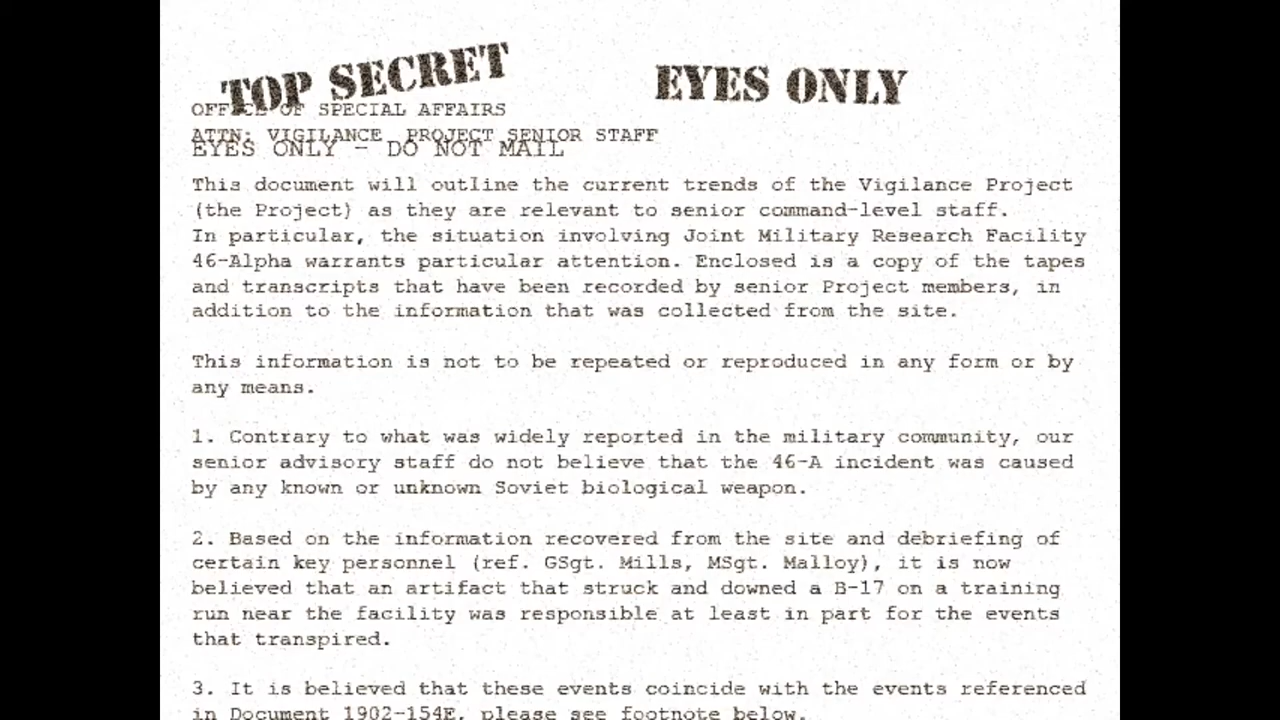 TOP SECRET
EYES ONLY
OFFICE OF SPECIAL AFFAIRS
ATTN: VIGILANCE PROJECT SENIOR STAFF
EYES ONLY - DO NOT MAIL
This document will outline the current trends of the Vigilance Project
(the Project) as they are relevant to senior command-level staff.
In particular, the situation involving Joint Military Research Facility
46-Alpha warrants particular attention. Enclosed is a copy of the tapes
and transcripts that have been recorded by senior Project members, in
addition to the information that was collected from the site.
This information is not to be repeated or reproduced in any form or by
any means.
1. Contrary to what was widely reported in the military community, our
senior advisory staff do not believe that the 46-A incident was caused
by any known or unknown Soviet biological weapon.
2. Based on the information recovered from the site and debriefing of
certain key personnel (ref. GSgt. Mills, MSgt. Malloy), it is now
believed that an artifact that struck and downed a B-17 on a training
run near the facility was responsible at least in part for the events
that transpired.
3. It is believed that these events coincide with the events referenced
in Document 1902-154E, please see footnote below.